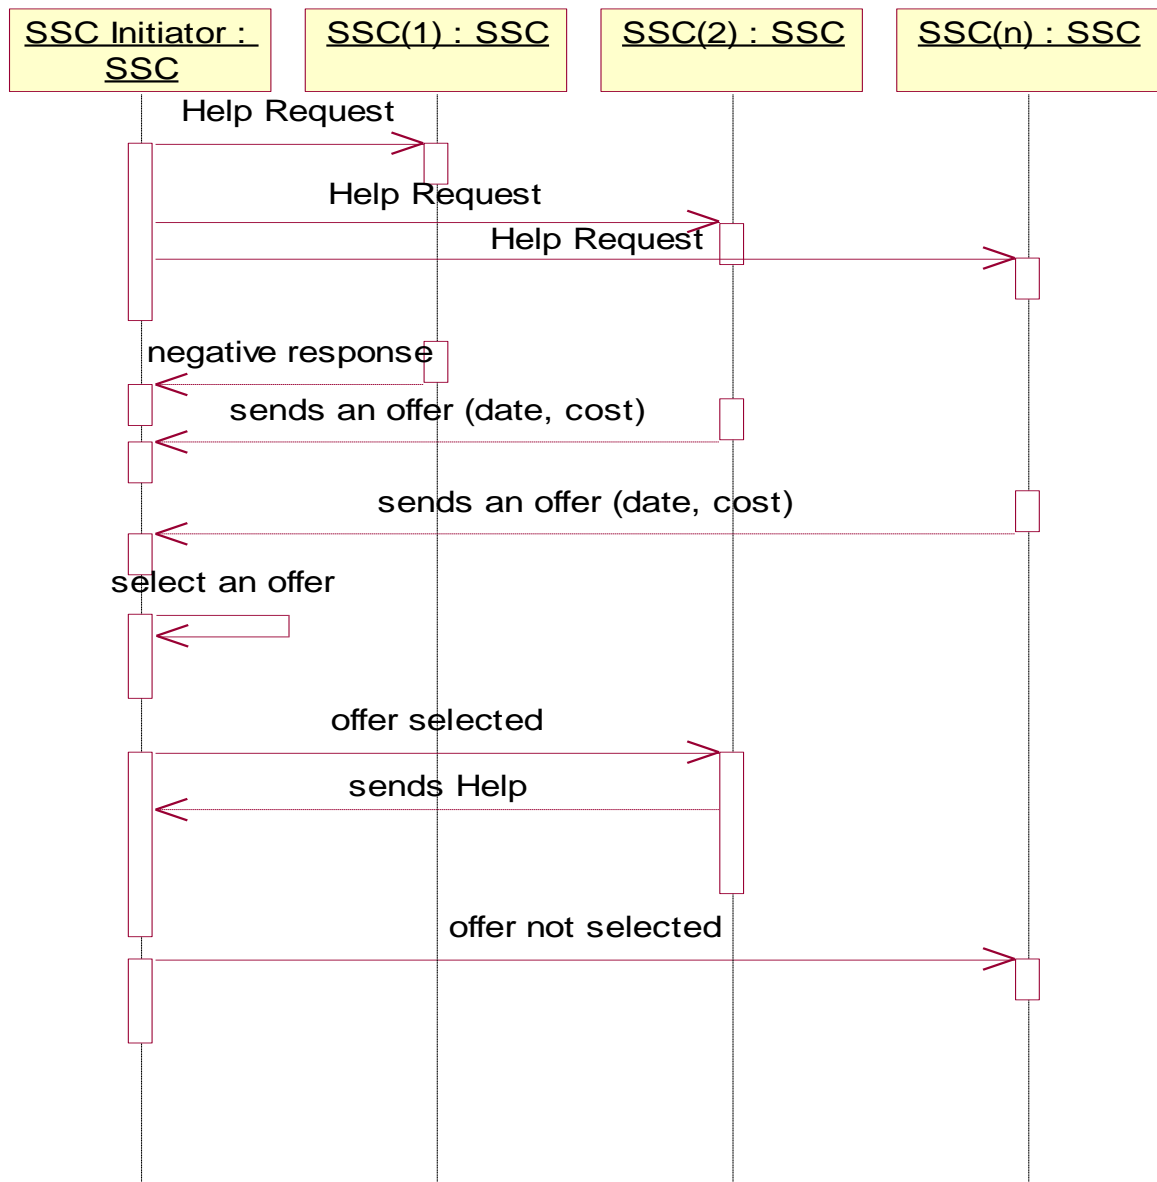 SSC Initiator :
SSC
SSC(1) : SSC
SSC(2) : SSC
SSC(n) : SSC
Help Request
Help Request
Help Request
negative response
sends an offer (date, cost)
sends an offer (date, cost)
select an offer
offer selected
sends Help
offer not selected